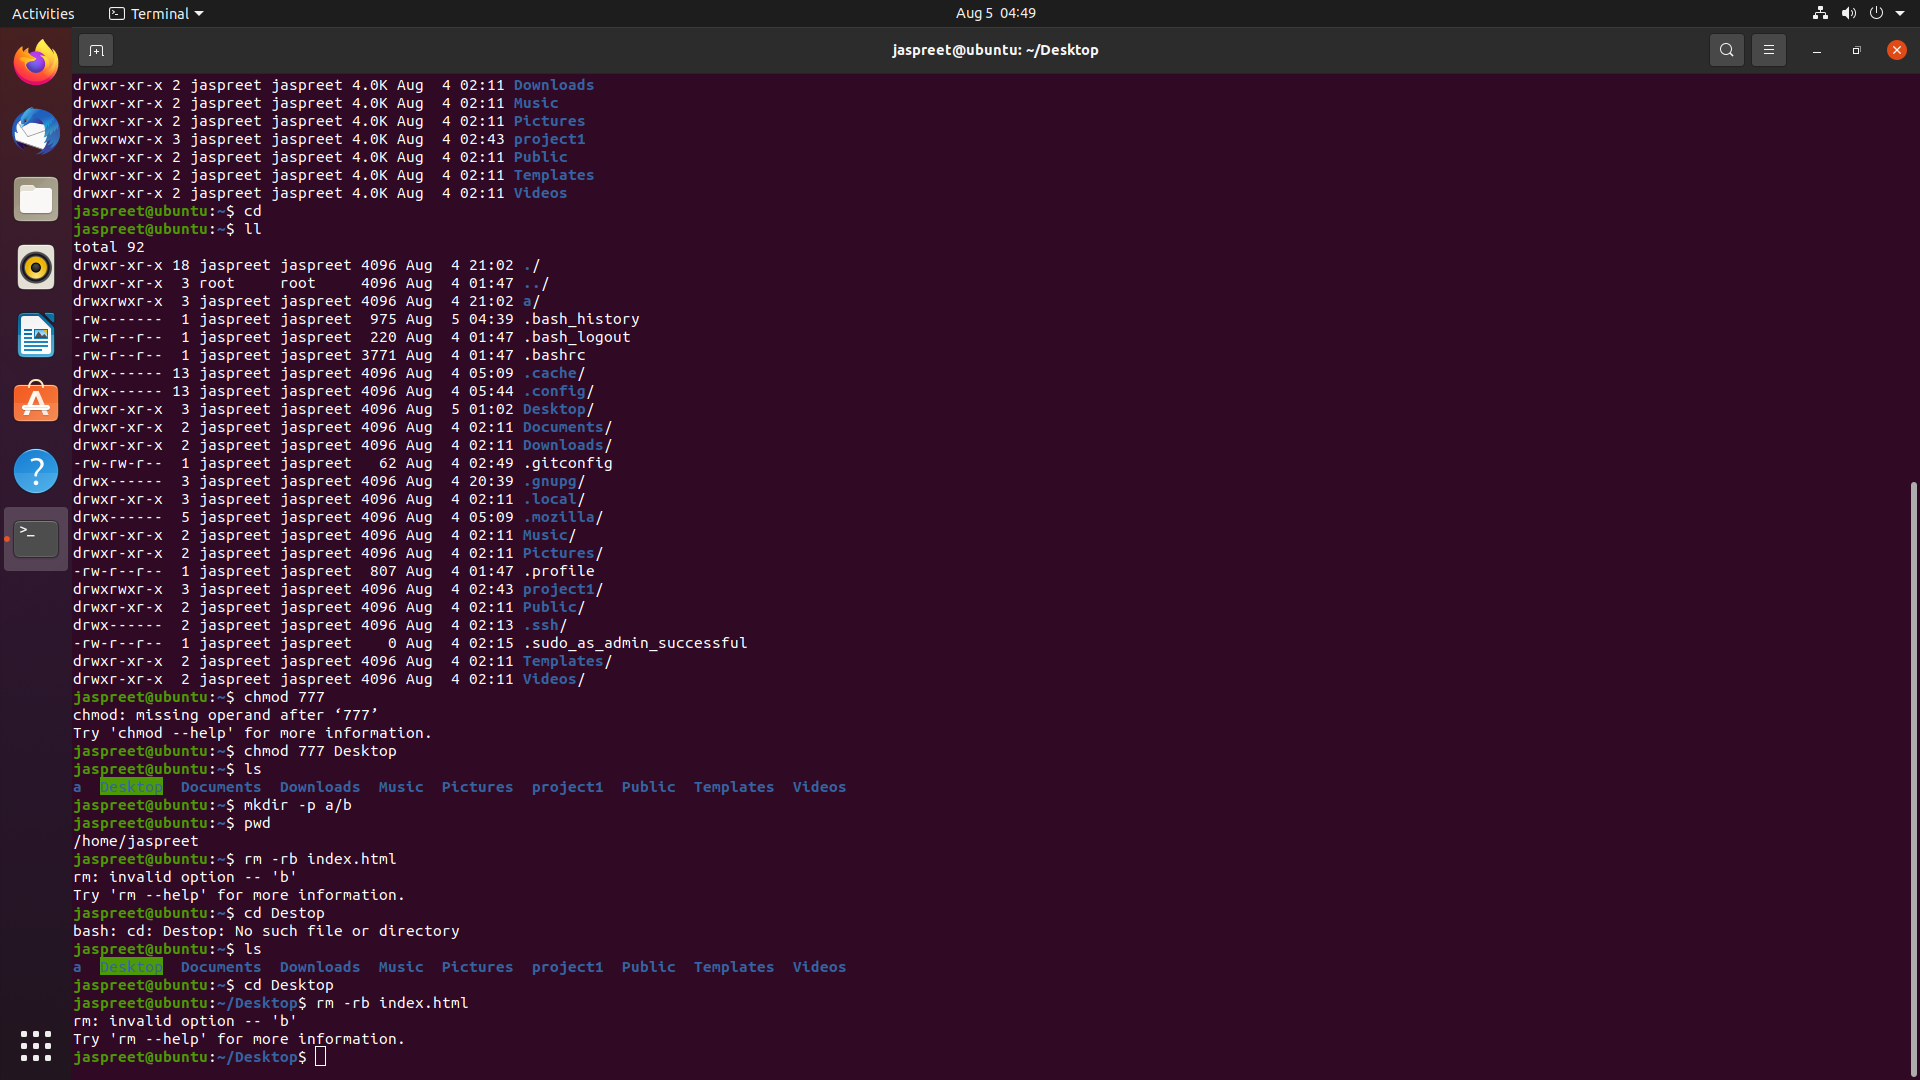 Activities Terminal Aug 5 04:49
jaspreet@ubuntu: ~/Desktop
drwxr-xr-x 2 jaspreet jaspreet 4.0K Aug  4 02:11 Downloads
drwxr-xr-x 2 jaspreet jaspreet 4.0K Aug  4 02:11 Music
drwxr-xr-x 2 jaspreet jaspreet 4.0K Aug  4 02:11 Pictures
drwxrwxr-x 3 jaspreet jaspreet 4.0K Aug  4 02:43 project1
drwxr-xr-x 2 jaspreet jaspreet 4.0K Aug  4 02:11 Public
drwxr-xr-x 2 jaspreet jaspreet 4.0K Aug  4 02:11 Templates
drwxr-xr-x 2 jaspreet jaspreet 4.0K Aug  4 02:11 Videos
jaspreet@ubuntu:~$ cd
jaspreet@ubuntu:~$ ll
total 92
drwxr-xr-x 18 jaspreet jaspreet 4096 Aug  4 21:02 ./
drwxr-xr-x  3 root     root     4096 Aug  4 01:47 ../
drwxrwxr-x  3 jaspreet jaspreet 4096 Aug  4 21:02 a/
-rw-------  1 jaspreet jaspreet  975 Aug  5 04:39 .bash_history
-rw-r--r--  1 jaspreet jaspreet  220 Aug  4 01:47 .bash_logout
-rw-r--r--  1 jaspreet jaspreet 3771 Aug  4 01:47 .bashrc
drwx------ 13 jaspreet jaspreet 4096 Aug  4 05:09 .cache/
drwx------ 13 jaspreet jaspreet 4096 Aug  4 05:44 .config/
drwxr-xr-x  3 jaspreet jaspreet 4096 Aug  5 01:02 Desktop/
drwxr-xr-x  2 jaspreet jaspreet 4096 Aug  4 02:11 Documents/
drwxr-xr-x  2 jaspreet jaspreet 4096 Aug  4 02:11 Downloads/
-rw-rw-r--  1 jaspreet jaspreet   62 Aug  4 02:49 .gitconfig
drwx------  3 jaspreet jaspreet 4096 Aug  4 20:39 .gnupg/
drwxr-xr-x  3 jaspreet jaspreet 4096 Aug  4 02:11 .local/
drwx------  5 jaspreet jaspreet 4096 Aug  4 05:09 .mozilla/
drwxr-xr-x  2 jaspreet jaspreet 4096 Aug  4 02:11 Music/
drwxr-xr-x  2 jaspreet jaspreet 4096 Aug  4 02:11 Pictures/
-rw-r--r--  1 jaspreet jaspreet  807 Aug  4 01:47 .profile
drwxrwxr-x  3 jaspreet jaspreet 4096 Aug  4 02:43 project1/
drwxr-xr-x  2 jaspreet jaspreet 4096 Aug  4 02:11 Public/
drwx------  2 jaspreet jaspreet 4096 Aug  4 02:13 .ssh/
-rw-r--r--  1 jaspreet jaspreet    0 Aug  4 02:15 .sudo_as_admin_successful
drwxr-xr-x  2 jaspreet jaspreet 4096 Aug  4 02:11 Templates/
drwxr-xr-x  2 jaspreet jaspreet 4096 Aug  4 02:11 Videos/
jaspreet@ubuntu:~$ chmod 777
chmod: missing operand after ‘777’
Try 'chmod --help' for more information.
jaspreet@ubuntu:~$ chmod 777 Desktop
jaspreet@ubuntu:~$ ls
a  Desktop  Documents  Downloads  Music  Pictures  project1  Public  Templates  Videos
jaspreet@ubuntu:~$ mkdir -p a/b
jaspreet@ubuntu:~$ pwd
/home/jaspreet
jaspreet@ubuntu:~$ rm -rb index.html
rm: invalid option -- 'b'
Try 'rm --help' for more information.
jaspreet@ubuntu:~$ cd Destop
bash: cd: Destop: No such file or directory
jaspreet@ubuntu:~$ ls
a  Desktop  Documents  Downloads  Music  Pictures  project1  Public  Templates  Videos
jaspreet@ubuntu:~$ cd Desktop
jaspreet@ubuntu:~/Desktop$ rm -rb index.html
rm: invalid option -- 'b'
Try 'rm --help' for more information.
jaspreet@ubuntu:~/Desktop$